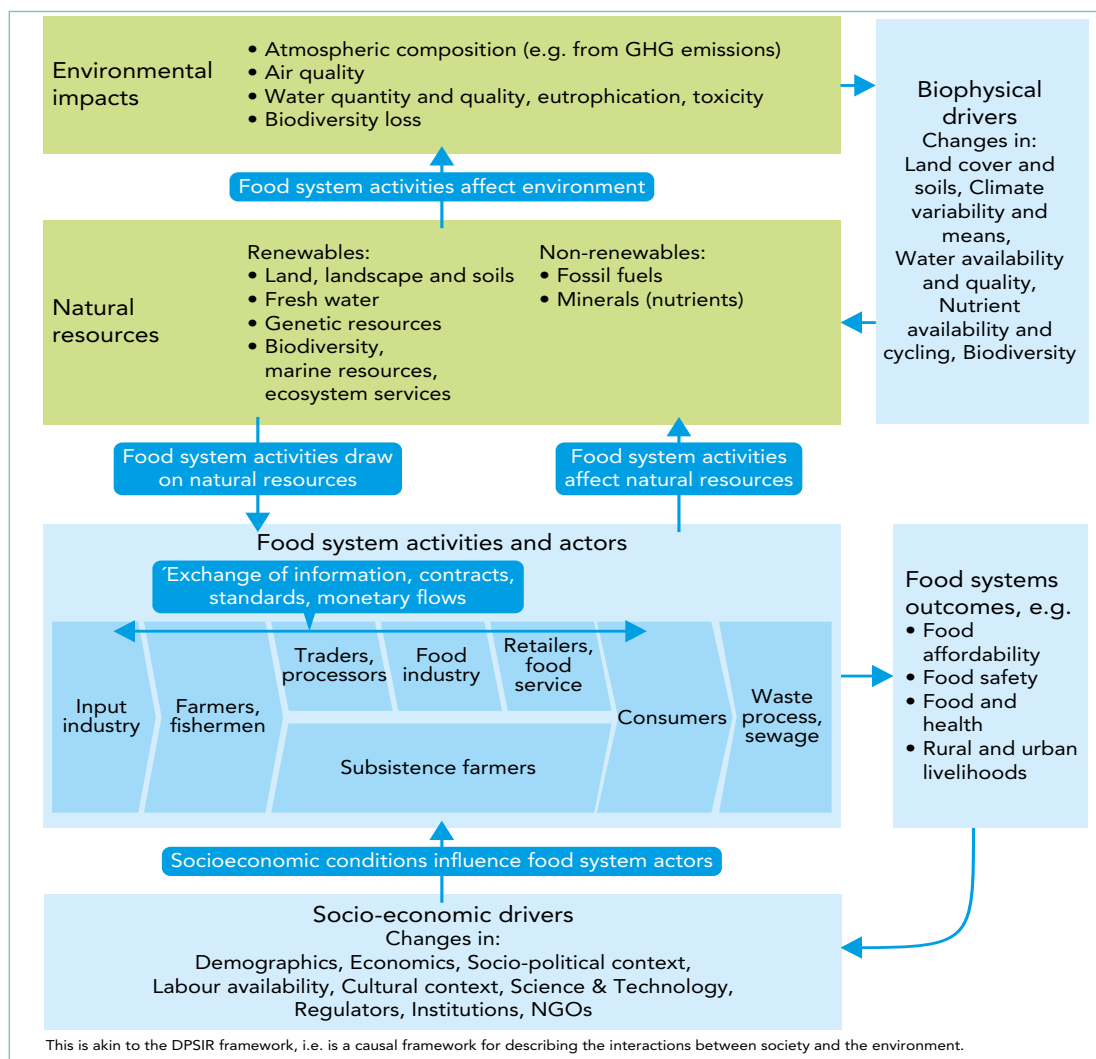 Environmental
impacts
• Atmospheric composition (e.g. from GHG emissions)
• Air quality
• Water quantity and quality, eutrophication, toxicity
• Biodiversity loss
Biophysical
drivers
Changes in:
Land cover and
soils, Climate
variability and
means,
Water availability
and quality,
Nutrient
availability and
cycling, Biodiversity
Food system activities affect environment
Natural
resources
Renewables:
• Land, landscape and soils
• Fresh water
• Genetic resources
• Biodiversity,
marine resources,
ecosystem services
Non-renewables:
• Fossil fuels
• Minerals (nutrients)
Food system activities draw
on natural resources
Food system activities
affect natural resources
Food system activities and actors
´Exchange of information, contracts,
standards, monetary flows
Input
industry
Farmers,
fishermen
Traders,
processors
Food
industry
Retailers,
food
service
Subsistence farmers
Consumers
Waste
process,
sewage
Food systems
outcomes, e.g.
• Food
affordability
• Food safety
• Food and
health
• Rural and urban
livelihoods
Socioeconomic conditions influence food system actors
Socio-economic drivers
Changes in:
Demographics, Economics, Socio-political context,
Labour availability, Cultural context, Science & Technology,
Regulators, Institutions, NGOs
This is akin to the DPSIR framework, i.e. is a causal framework for describing the interactions between society and the environment.